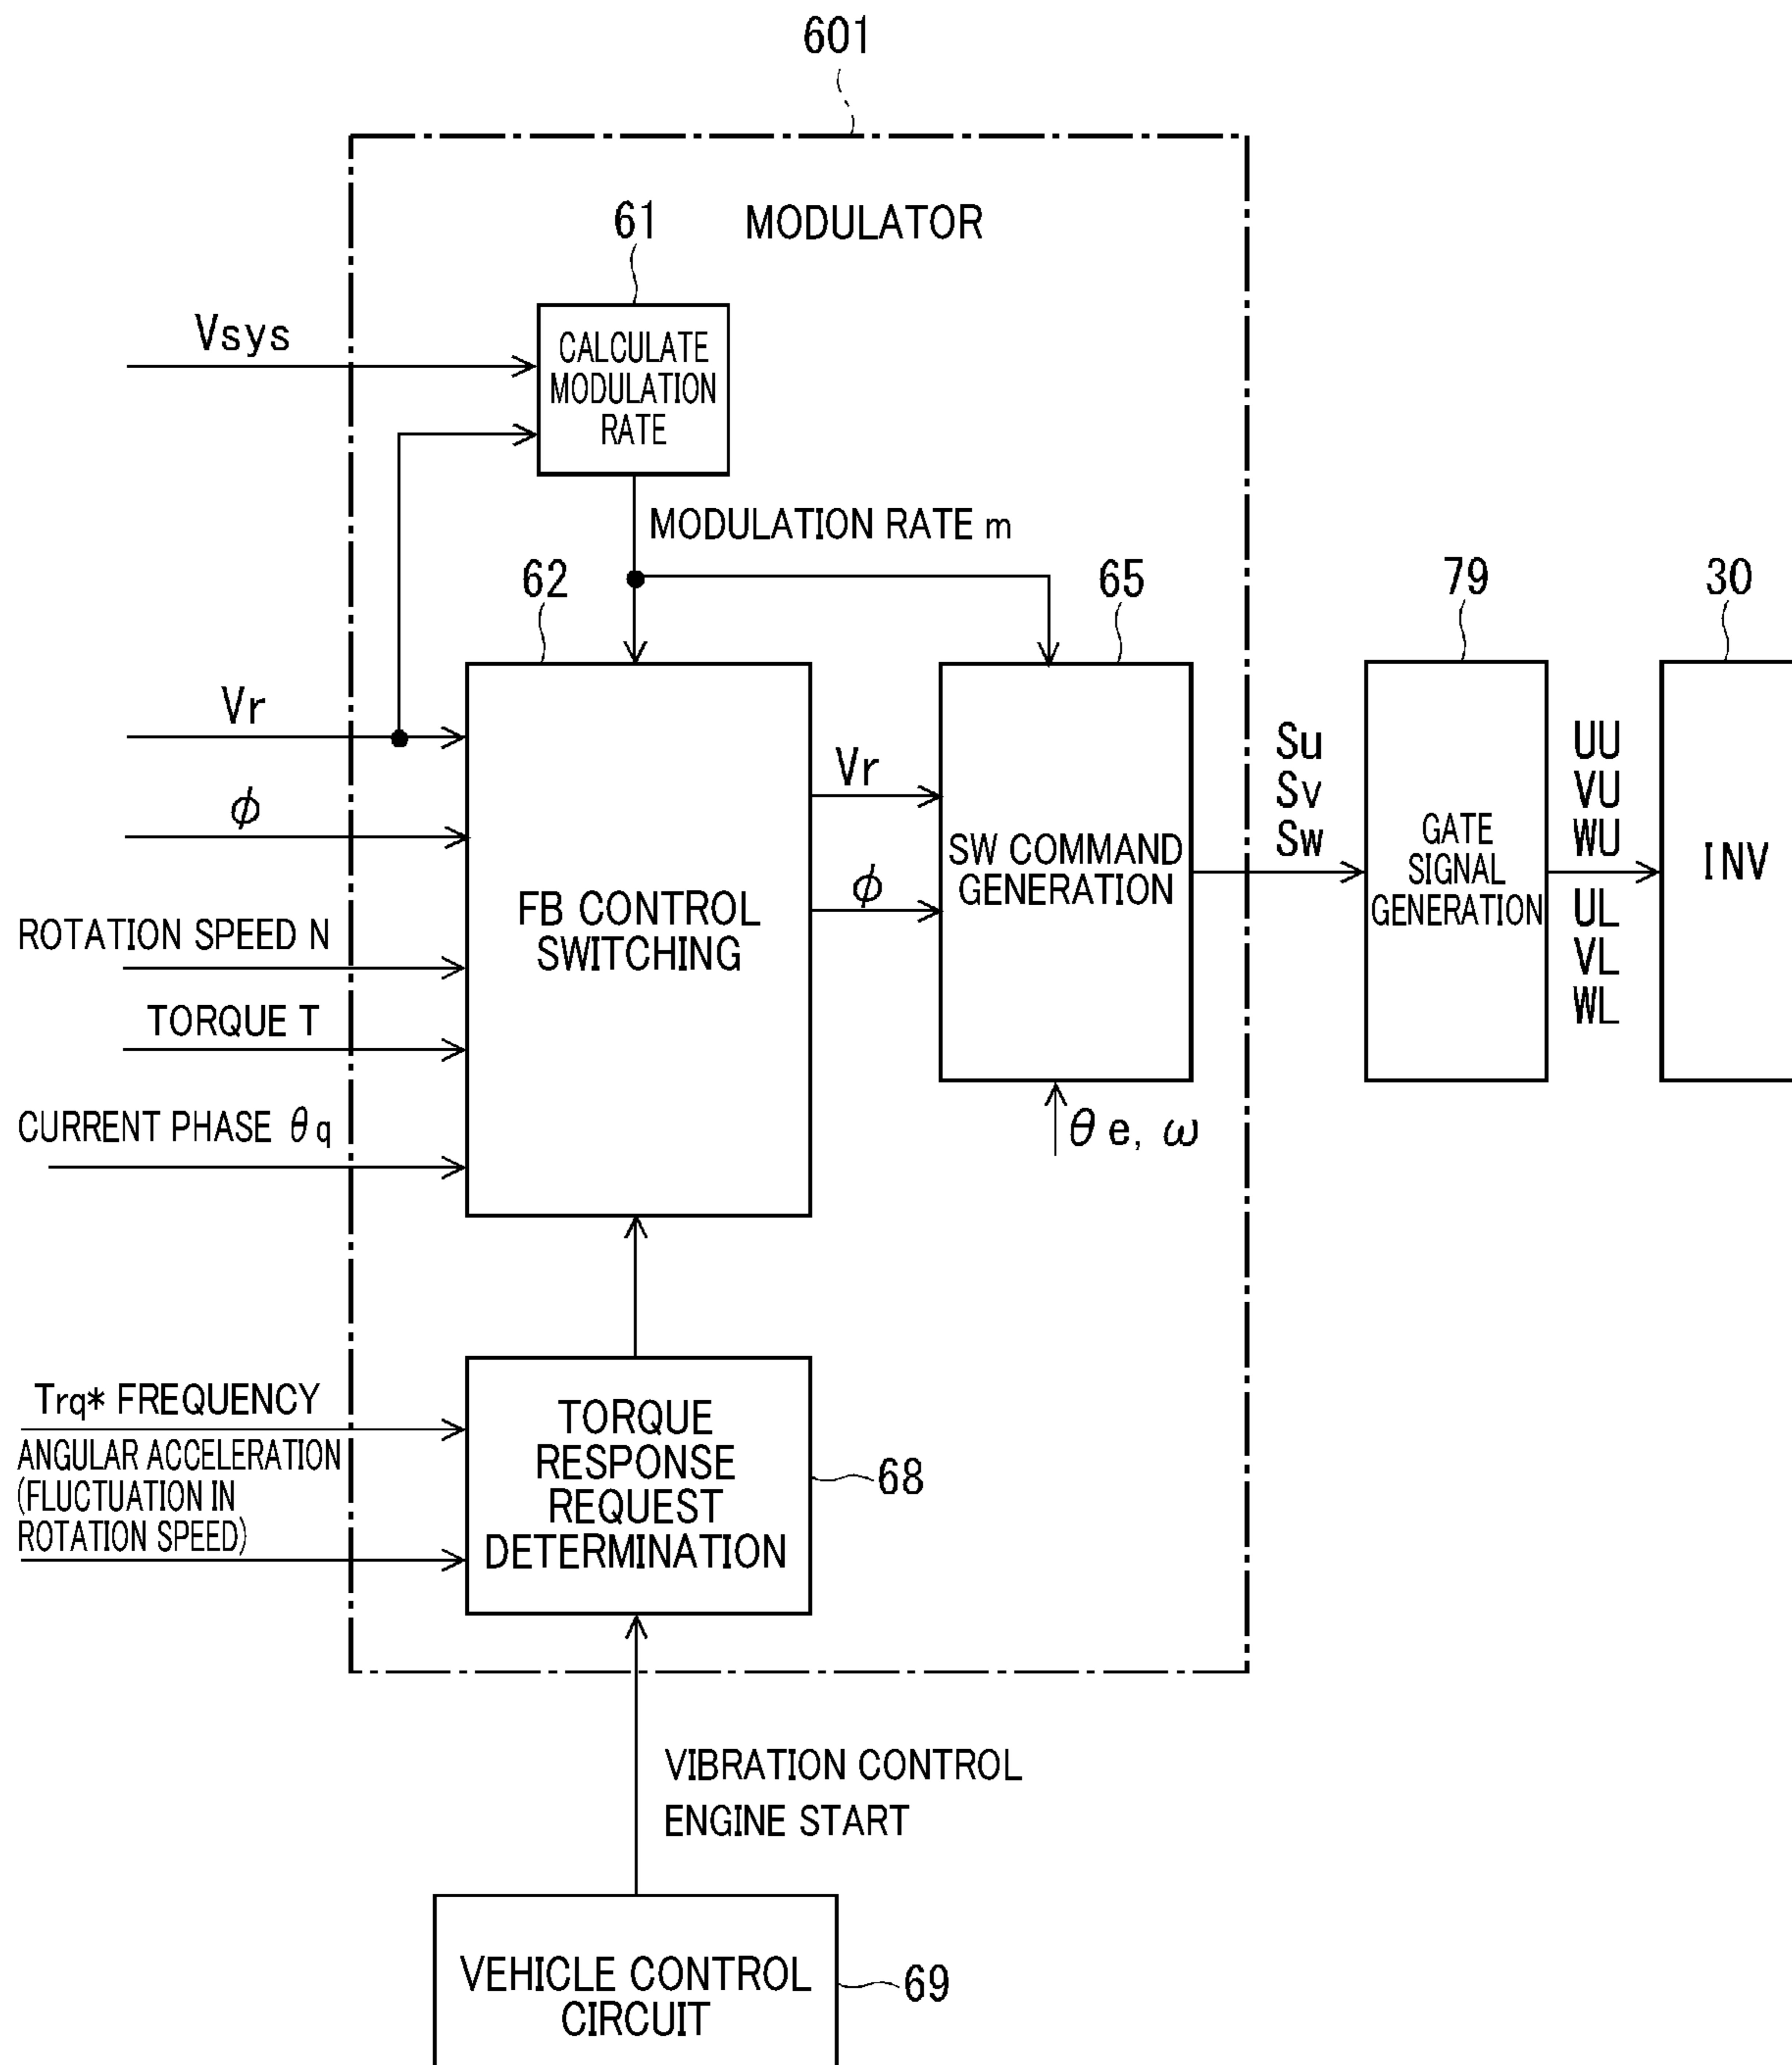 601
MODULATOR
61
Vsys
CALCULATE
MODULATION
RATE
MODULATION RATE m
62
65
79
30
Vr
ϕ
ROTATION SPEED N
TORQUE T
CURRENT PHASE θq
FB CONTROL
SWITCHING
Vr
ϕ
SW COMMAND
GENERATION
θe, ω
Su
Sv
Sw
GATE
SIGNAL
GENERATION
UU
VU
WU
UL
VL
WL
INV
Trq* FREQUENCY
ANGULAR ACCELERATION
(FLUCTUATION IN
ROTATION SPEED)
TORQUE
RESPONSE
REQUEST
DETERMINATION
68
VIBRATION CONTROL
ENGINE START
VEHICLE CONTROL
CIRCUIT
69